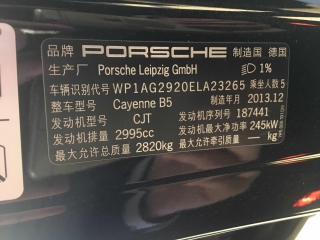 品牌 PORSCHE 制造国 德国
生产厂 Porsche Leipzig GmbH 1%
车辆识别代号 WP1AG2920ELA23265 乘坐人数 5
整车型号 Cayenne B5 制造年月 2013.12
发动机型号 CJT 发动机序列号 187441
发动机排量 2995cc 发动机最大净功率 245kW
最大允许总质量 2820kg 最大允许牵引质量 — kg